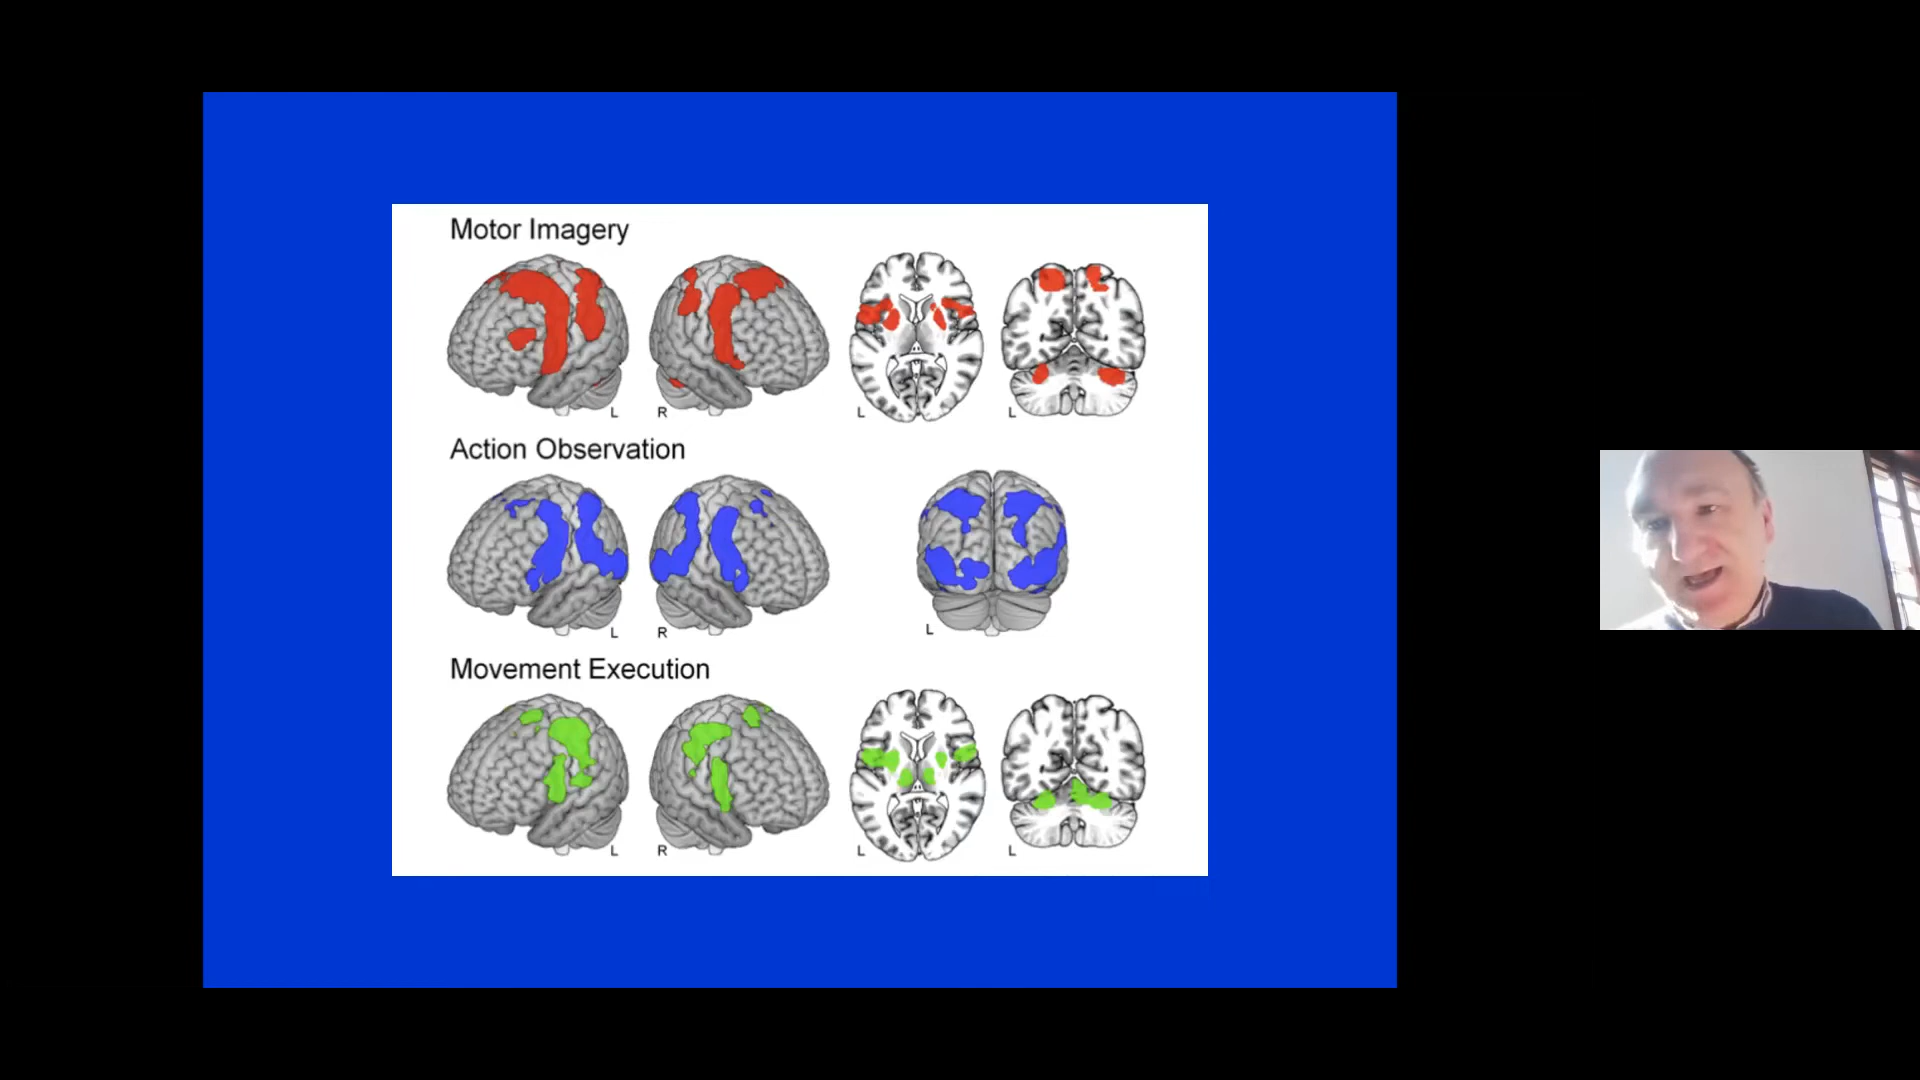 Motor Imagery
L R L L
Action Observation
L R L
Movement Execution
L R L L